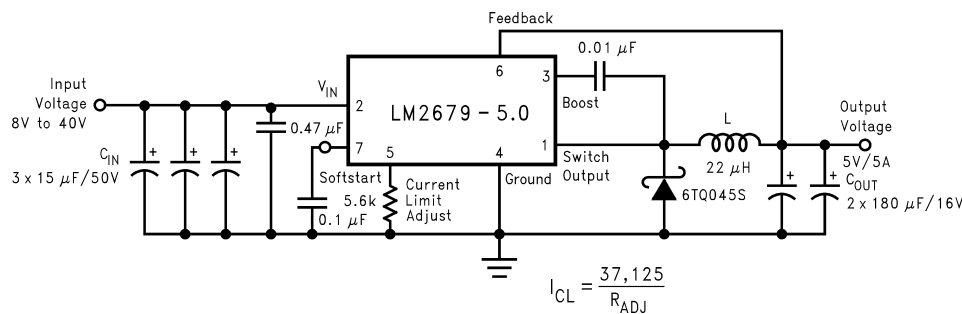 Feedback
0.01 μF
Input
Voltage
8V to 40V
V_IN
2
6
3
Boost
LM2679 - 5.0
L
Output
Voltage
5V/5A
C_IN
3 x 15 μF/50V
+
+
+
0.47 μF
7
5
4
1
Switch
Output
22 μH
Softstart
5.6k
0.1 μF
Current
Limit
Adjust
Ground
6TQ045S
+
+
C_OUT
2 x 180 μF/16V
I_CL = 37,125
R_ADJ